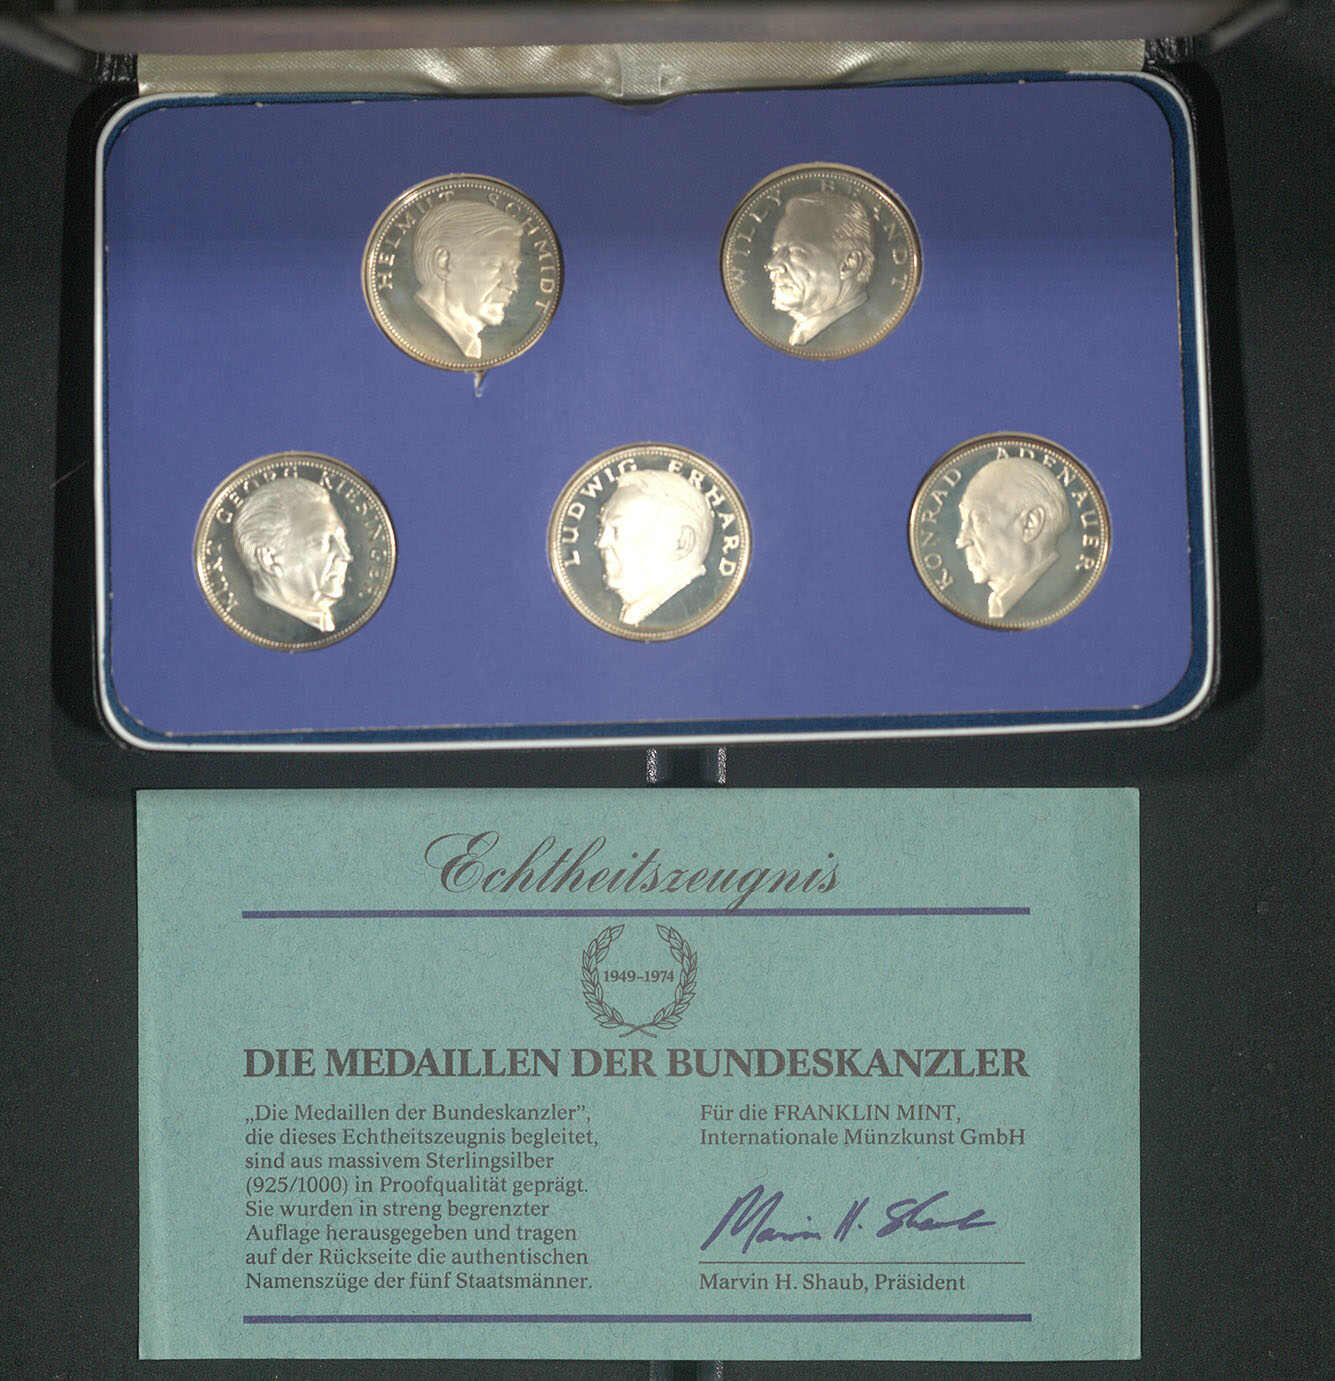 HELMUT SCHMIDT
WILLY BRANDT
KURT GEORG KIESINGER
LUDWIG ERHARD
KONRAD ADENAUER
Echtheitszeugnis
1949–1974
DIE MEDAILLEN DER BUNDESKANZLER
„Die Medaillen der Bundeskanzler”,
die dieses Echtheitszeugnis begleitet,
sind aus massivem Sterlingsilber
(925/1000) in Proofqualität geprägt.
Sie wurden in streng begrenzter
Auflage herausgegeben und tragen
auf der Rückseite die authentischen
Namenszüge der fünf Staatsmänner.
Für die FRANKLIN MINT,
Internationale Münzkunst GmbH
Marvin H. Shaub
Marvin H. Shaub, Präsident